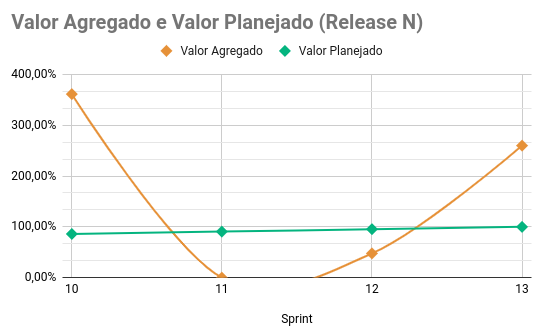 Valor Agregado e Valor Planejado (Release N)
Valor Agregado Valor Planejado
400,00%
300,00%
200,00%
100,00%
0,00%
10 11 12 13
Sprint